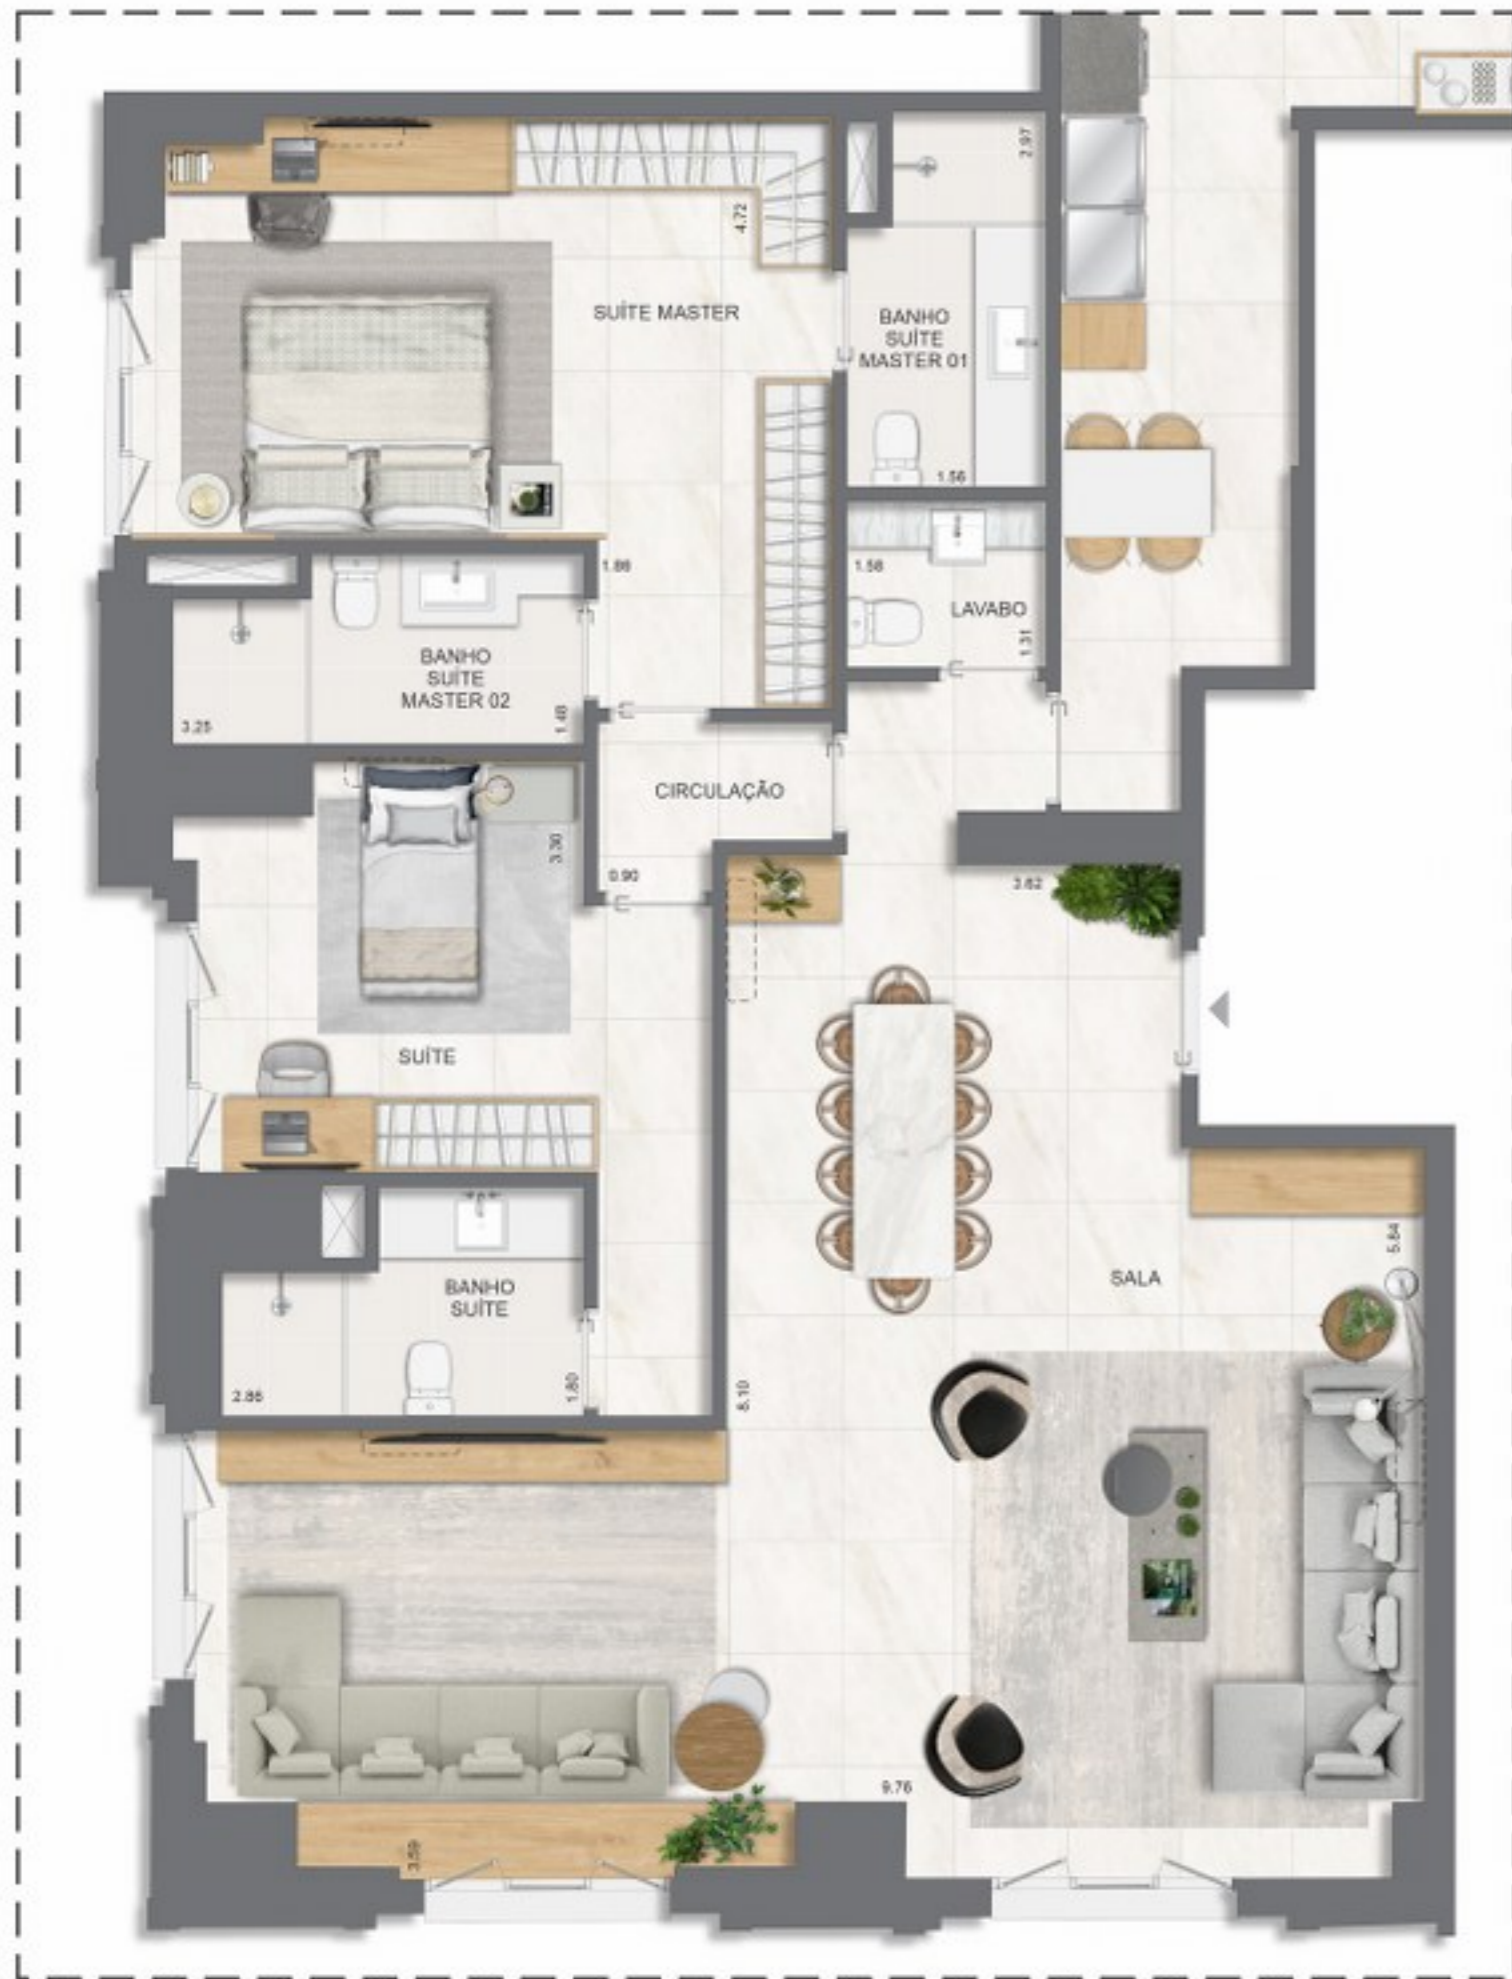 2.97
4.72
SUÍTE MASTER
BANHO
SUÍTE
MASTER 01
1.56
1.86
1.58
LAVABO
1.31
BANHO
SUÍTE
MASTER 02
3.25
1.48
CIRCULAÇÃO
3.30
0.90
3.62
SUÍTE
5.64
SALA
BANHO
SUÍTE
2.86
1.80
8.10
9.76
3.59